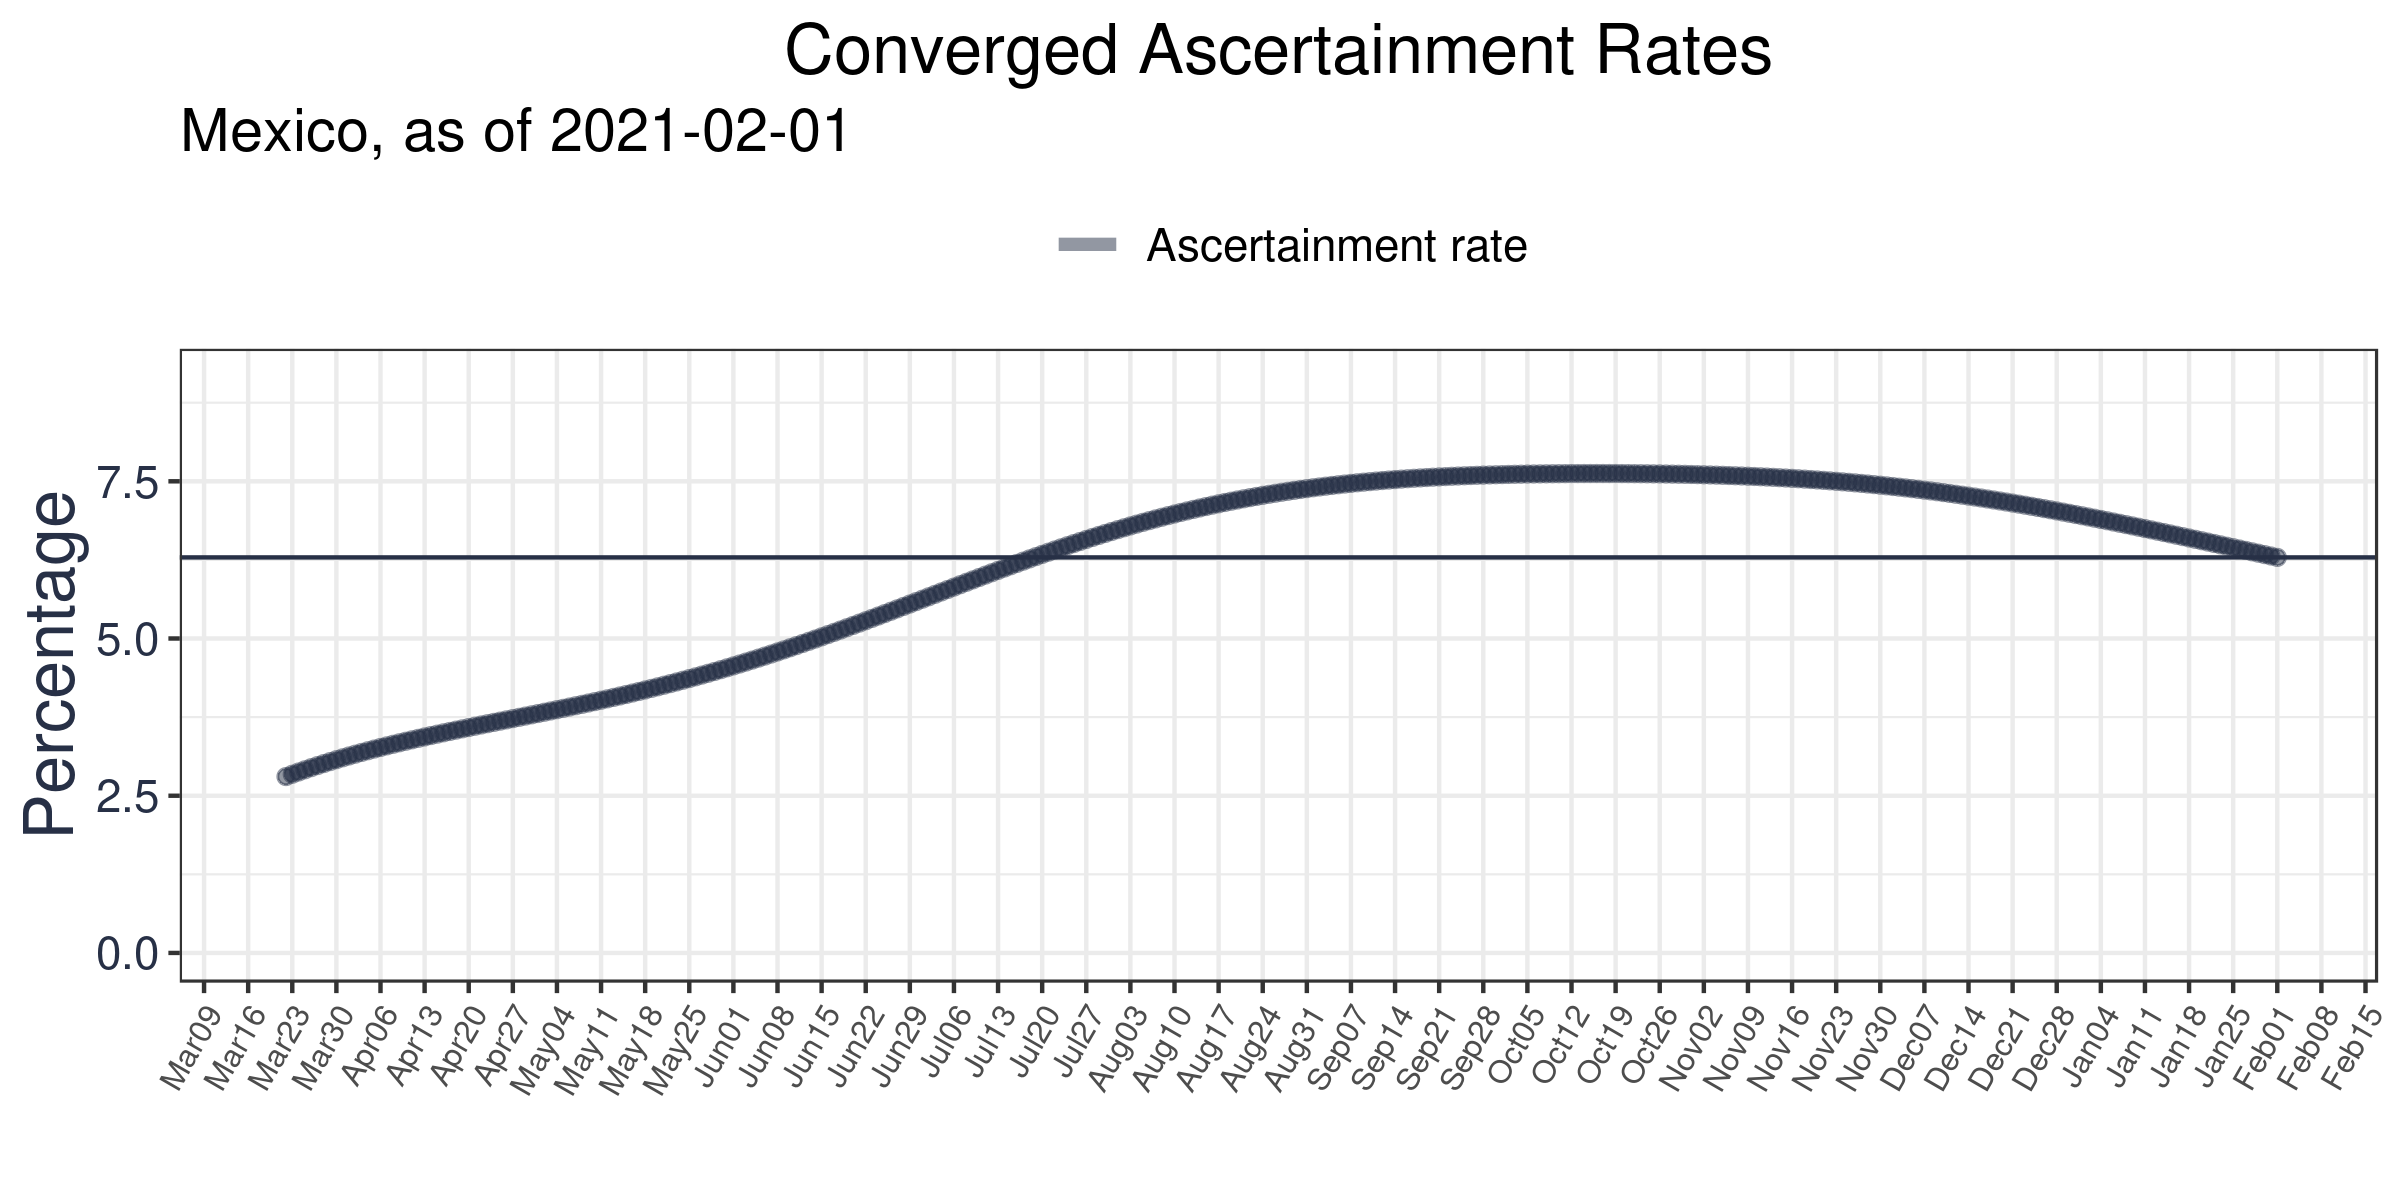 Converged Ascertainment Rates
Mexico, as of 2021-02-01
Ascertainment rate
Percentage
7.5
5.0
2.5
0.0
Mar09
Mar16
Mar23
Mar30
Apr06
Apr13
Apr20
Apr27
May04
May11
May18
May25
Jun01
Jun08
Jun15
Jun22
Jun29
Jul06
Jul13
Jul20
Jul27
Aug03
Aug10
Aug17
Aug24
Aug31
Sep07
Sep14
Sep21
Sep28
Oct05
Oct12
Oct19
Oct26
Nov02
Nov09
Nov16
Nov23
Nov30
Dec07
Dec14
Dec21
Dec28
Jan04
Jan11
Jan18
Jan25
Feb01
Feb08
Feb15